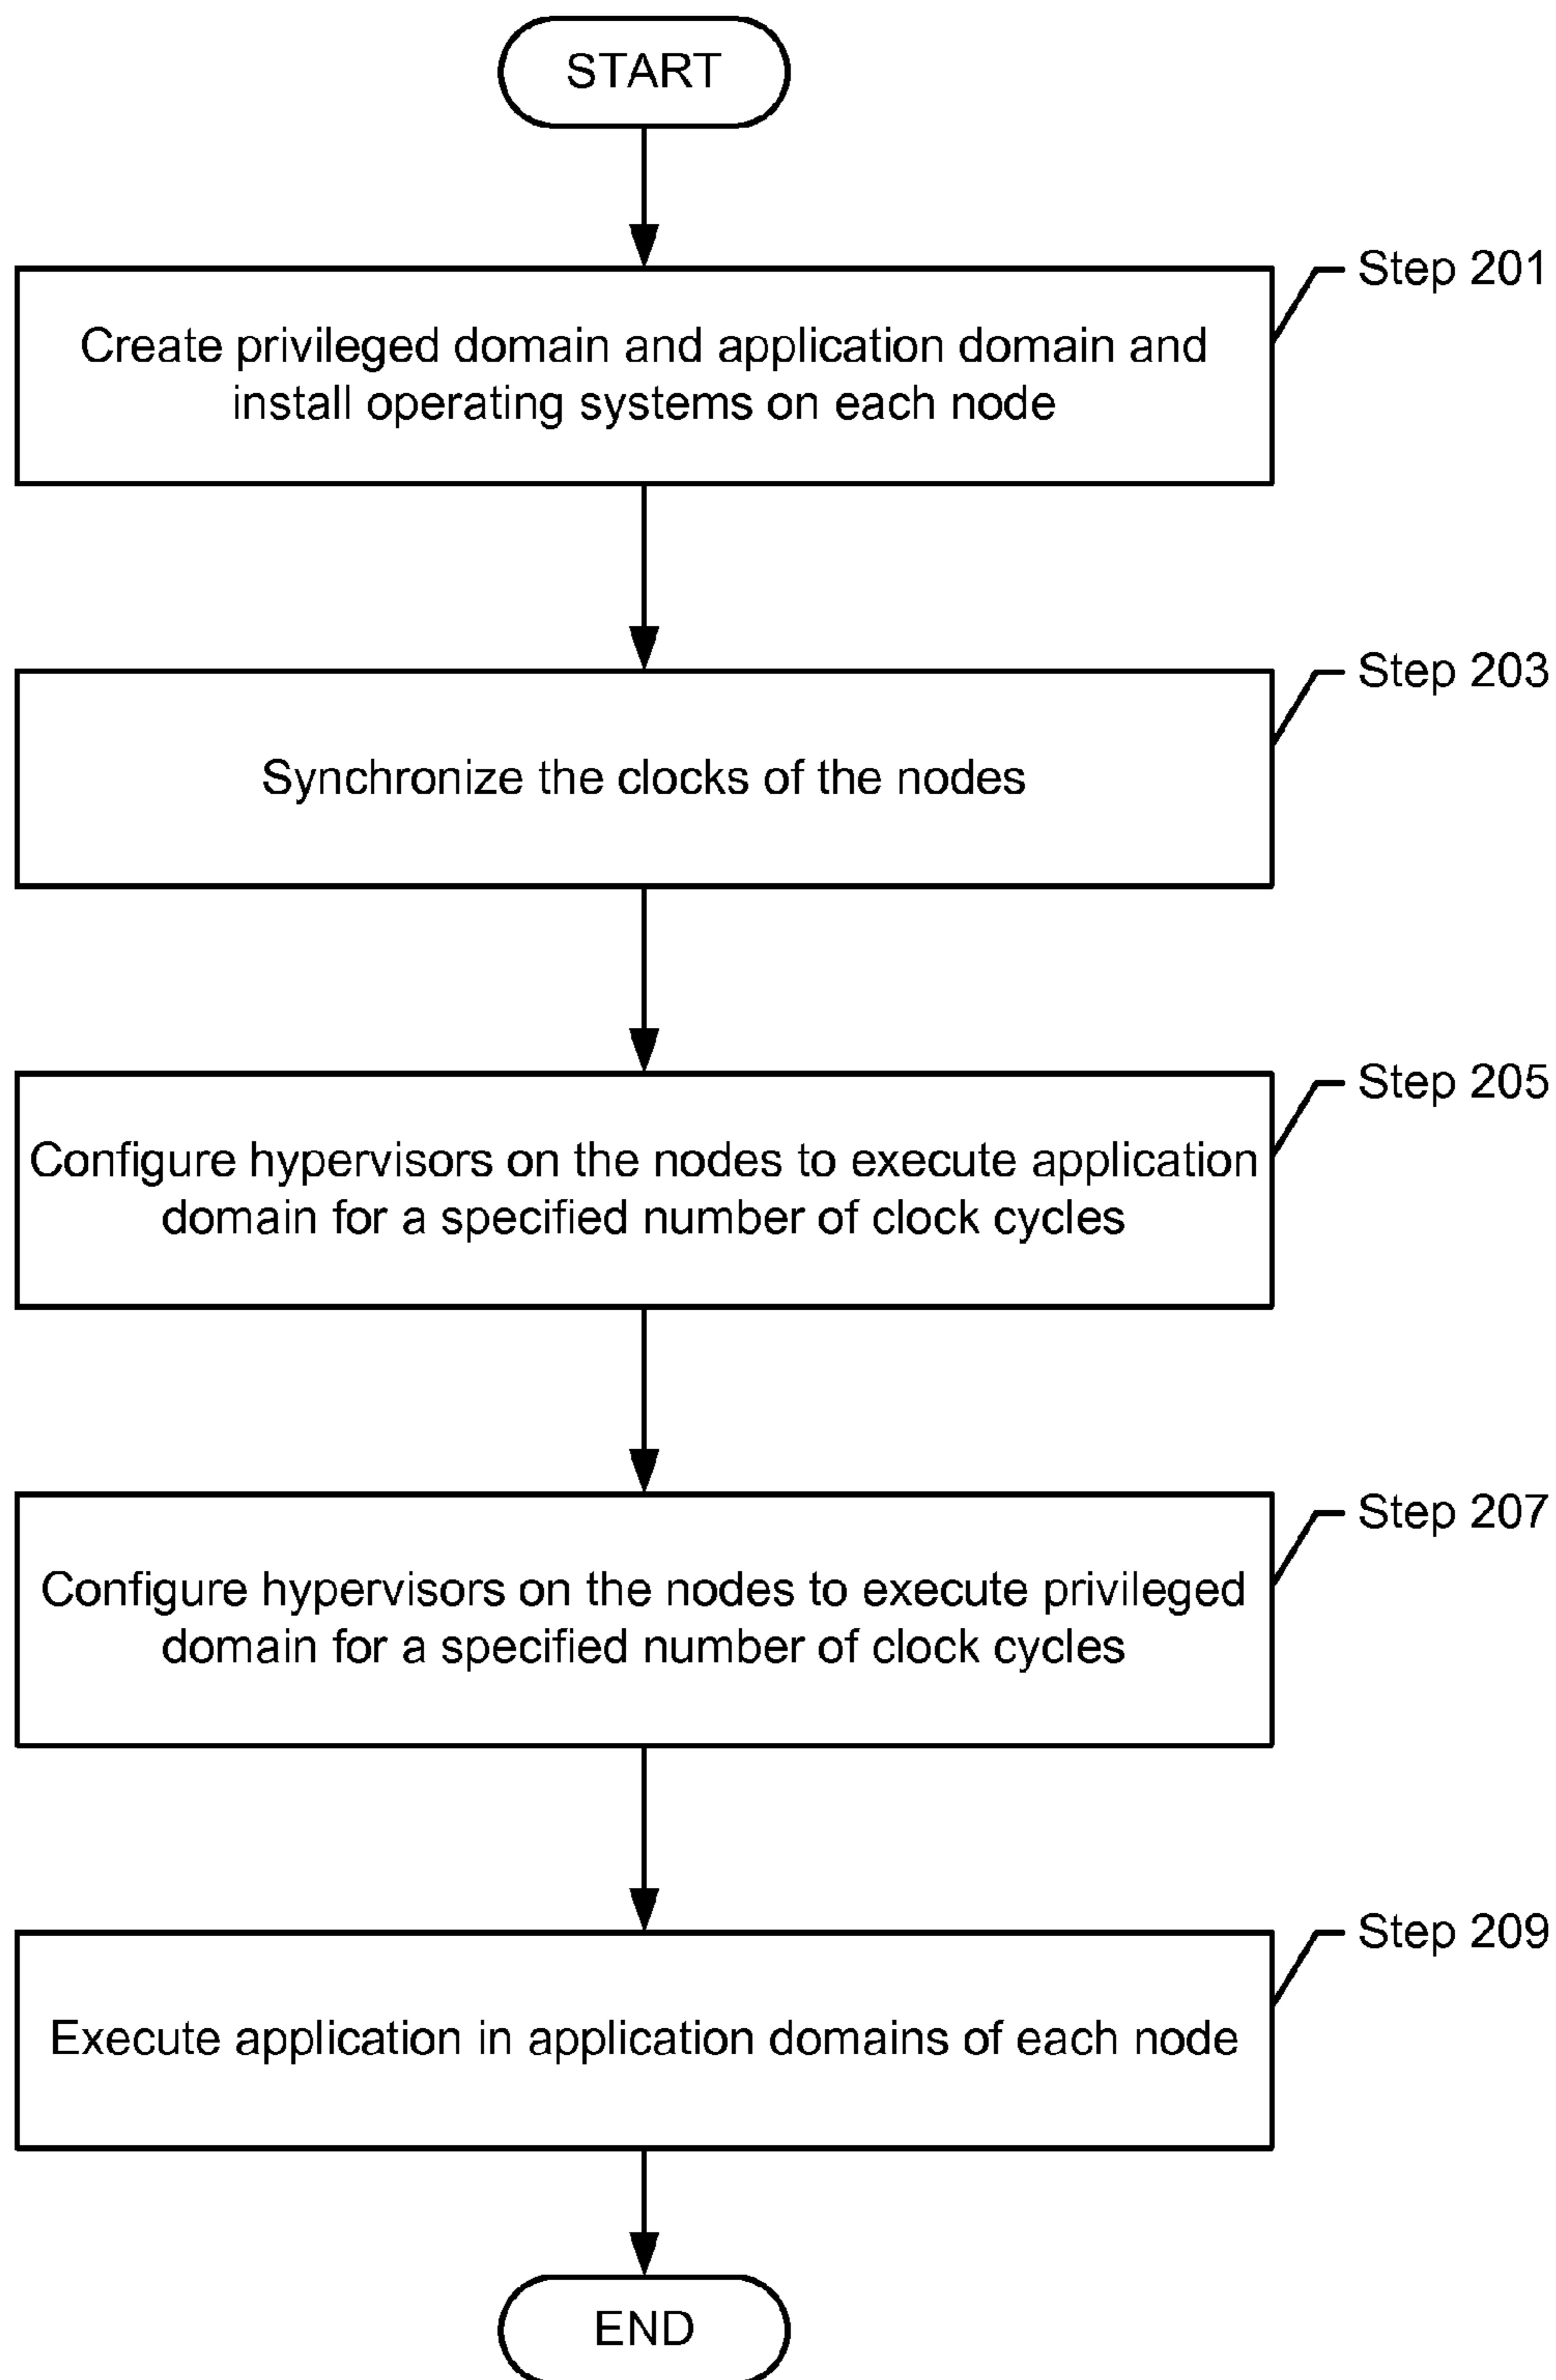 START
Step 201
Create privileged domain and application domain and
install operating systems on each node
Step 203
Synchronize the clocks of the nodes
Step 205
Configure hypervisors on the nodes to execute application
domain for a specified number of clock cycles
Step 207
Configure hypervisors on the nodes to execute privileged
domain for a specified number of clock cycles
Step 209
Execute application in application domains of each node
END